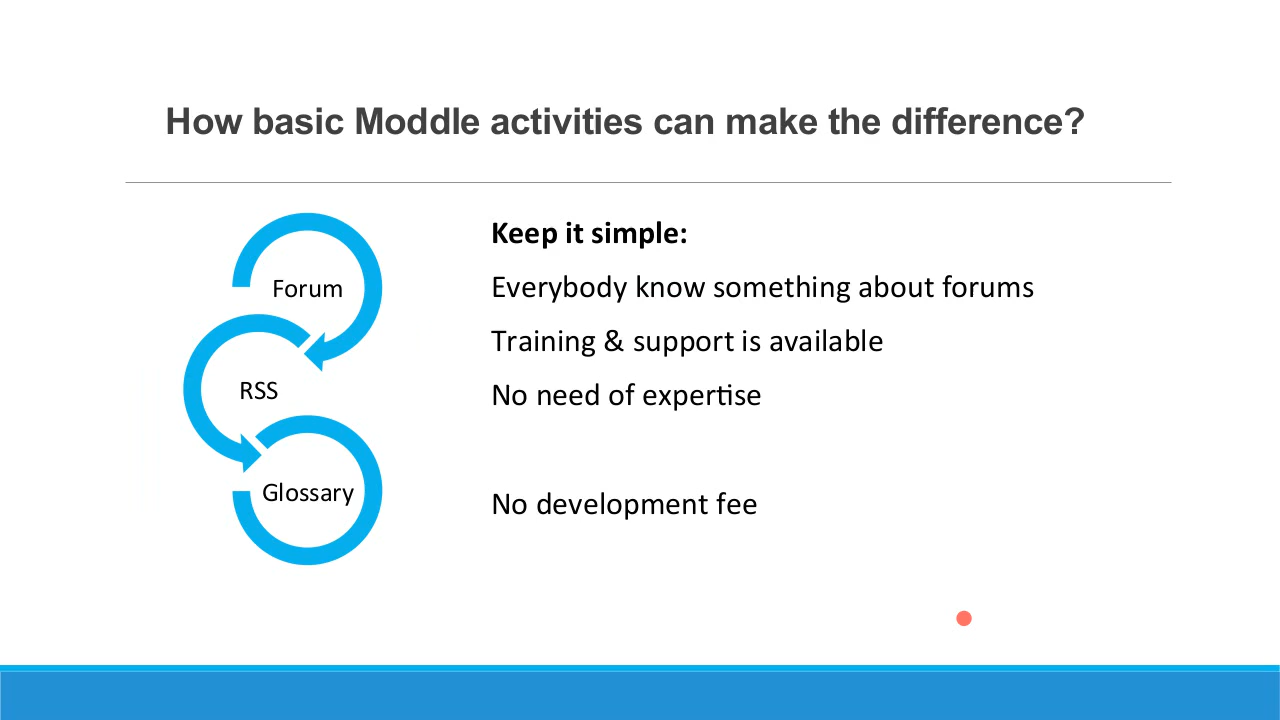 How basic Moddle activities can make the difference?
Forum
RSS
Glossary
Keep it simple:
Everybody know something about forums
Training & support is available
No need of expertise
No development fee